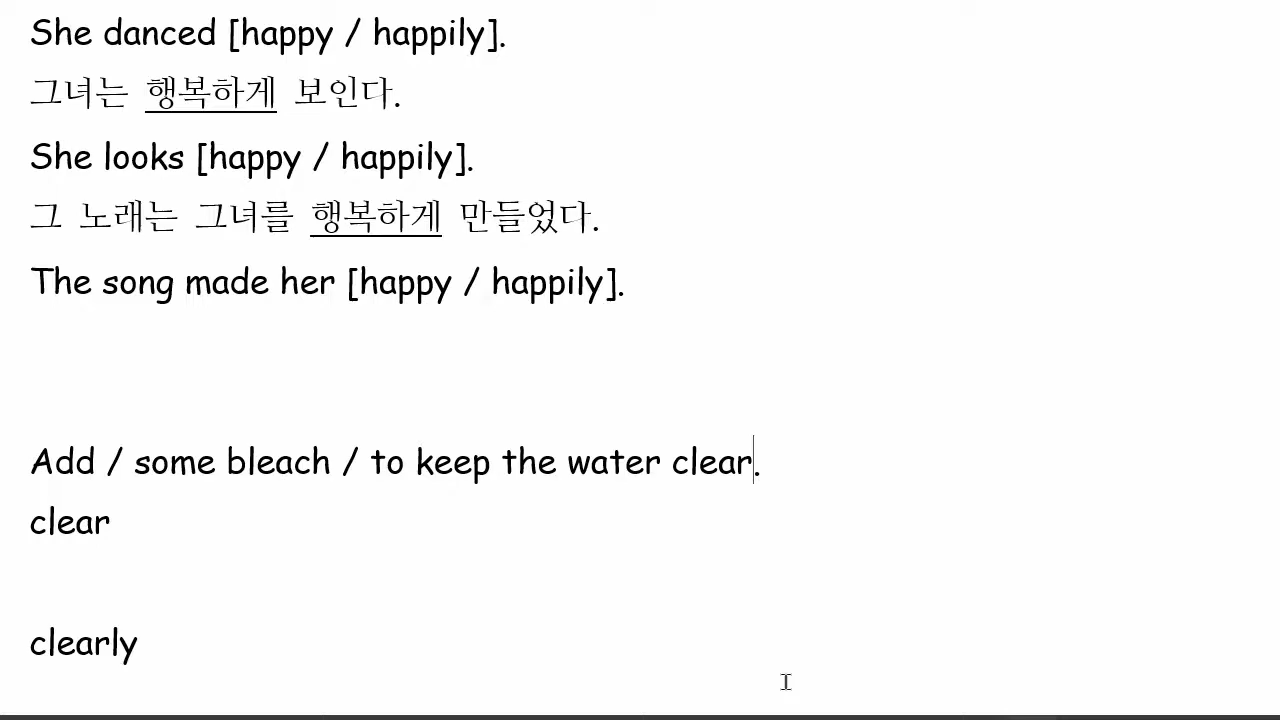 She danced [happy / happily].
그녀는 행복하게 보인다.
She looks [happy / happily].
그 노래는 그녀를 행복하게 만들었다.
The song made her [happy / happily].
Add / some bleach / to keep the water clear.
clear
clearly